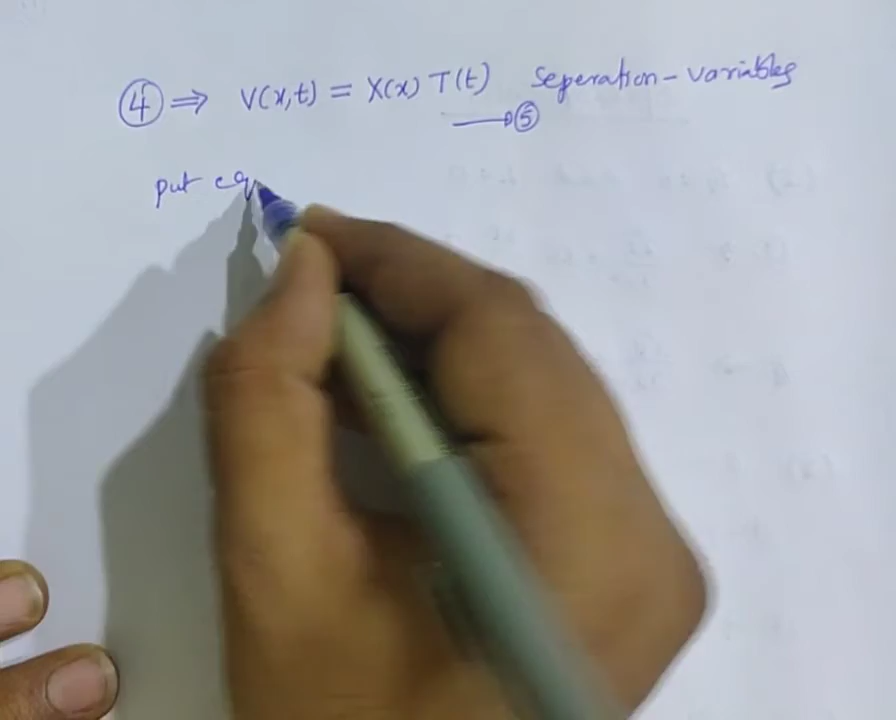 ④ ⇒ V(x,t) = X(x) T(t) Seperation - variables
⟶ ⑤
put eq